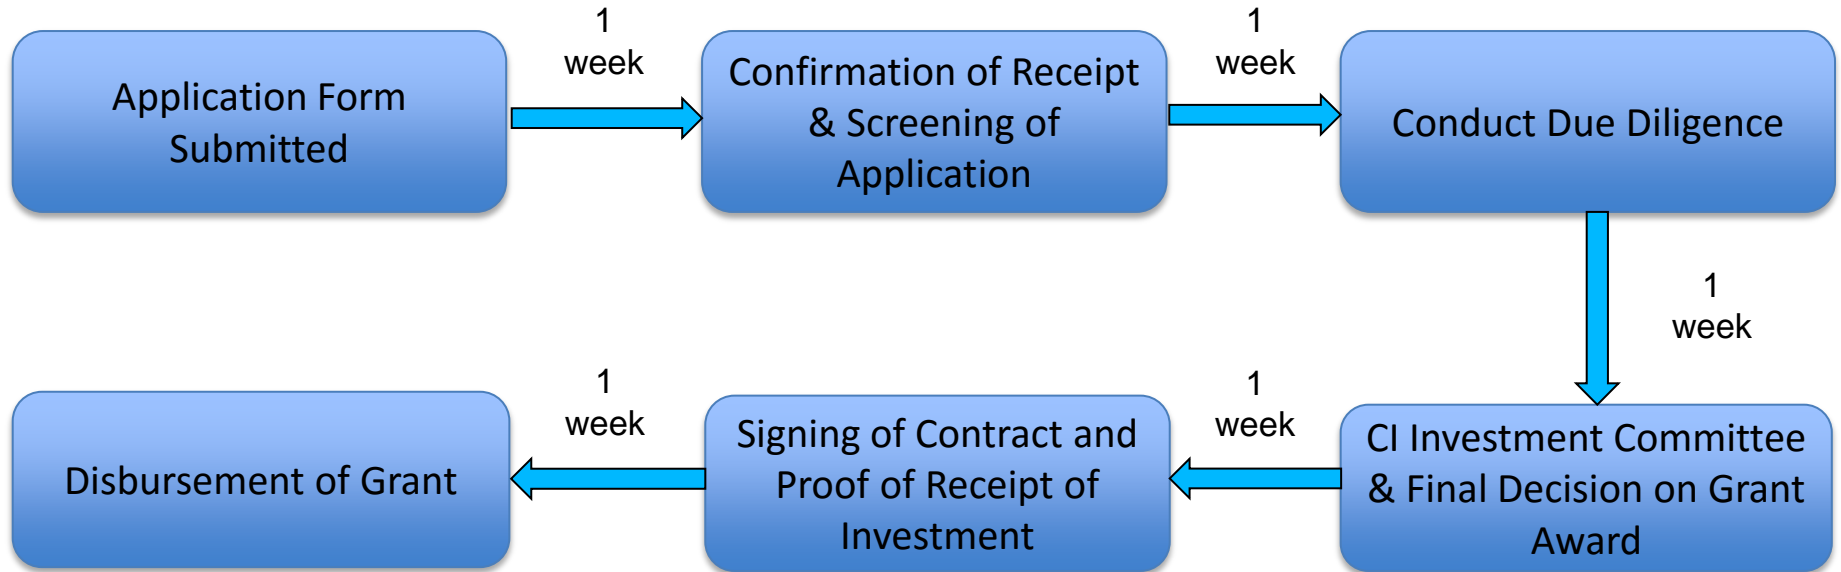 Application Form
Submitted
1
week
Confirmation of Receipt
& Screening of
Application
1
week
Conduct Due Diligence
1
week
CI Investment Committee
& Final Decision on Grant
Award
1
week
Signing of Contract and
Proof of Receipt of
Investment
1
week
Disbursement of Grant